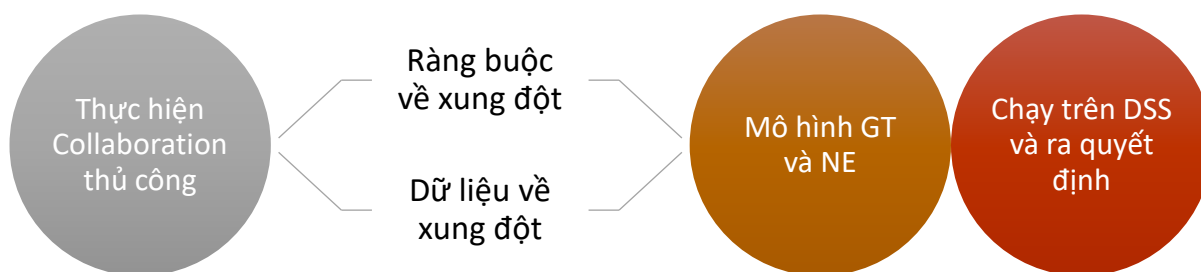 Thực hiện
Collaboration
thủ công
Ràng buộc
về xung đột
Dữ liệu về
xung đột
Mô hình GT
và NE
Chạy trên DSS
và ra quyết
định